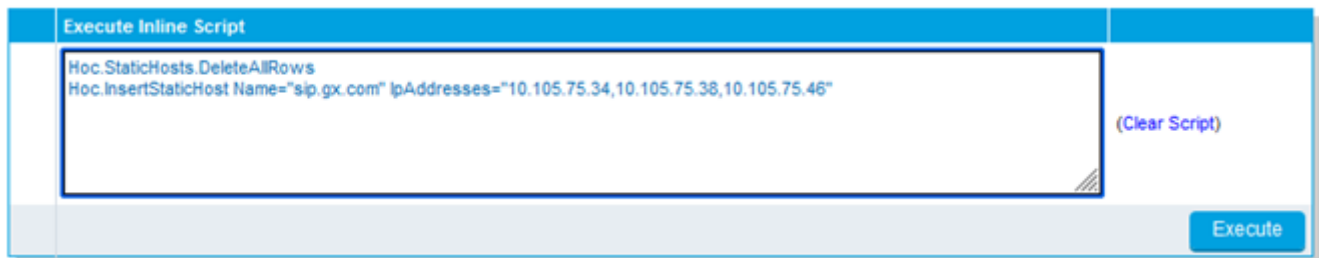 Execute Inline Script
Hoc.StaticHosts.DeleteAllRows
Hoc.InsertStaticHost Name="sip.gx.com" IpAddresses="10.105.75.34,10.105.75.38,10.105.75.46"
(Clear Script)
Execute